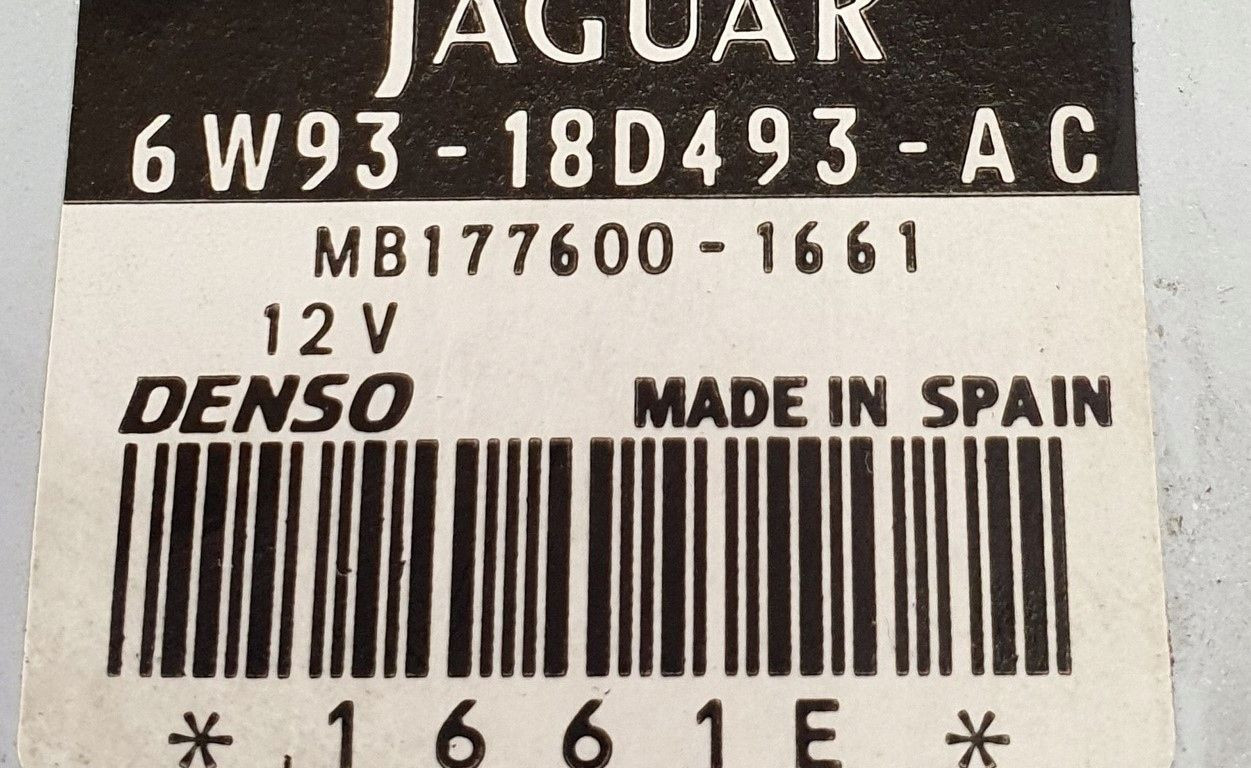 JAGUAR
6W93-18D493-AC
MB177600-1661
12V
DENSO MADE IN SPAIN
*1661E*